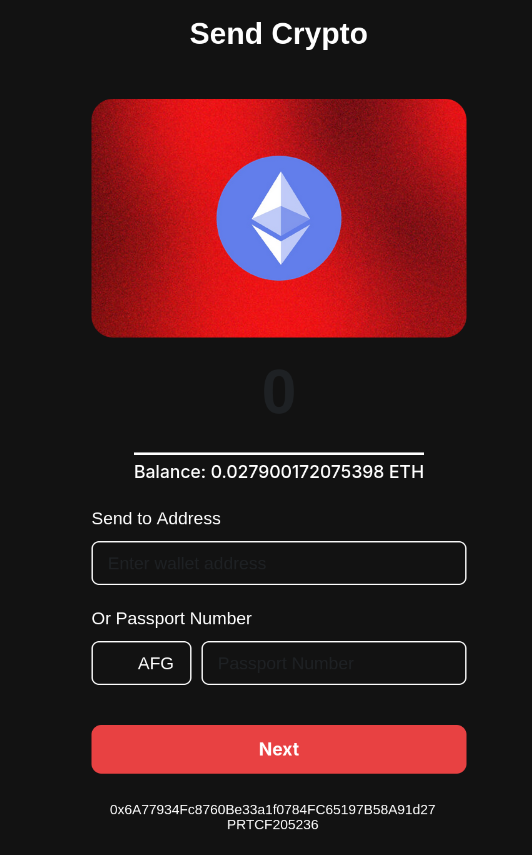 Send Crypto
0
Balance: 0.027900172075398 ETH
Send to Address
Enter wallet address
Or Passport Number
AFG
Passport Number
Next
0x6A77934Fc8760Be33a1f0784FC65197B58A91d27
PRTCF205236